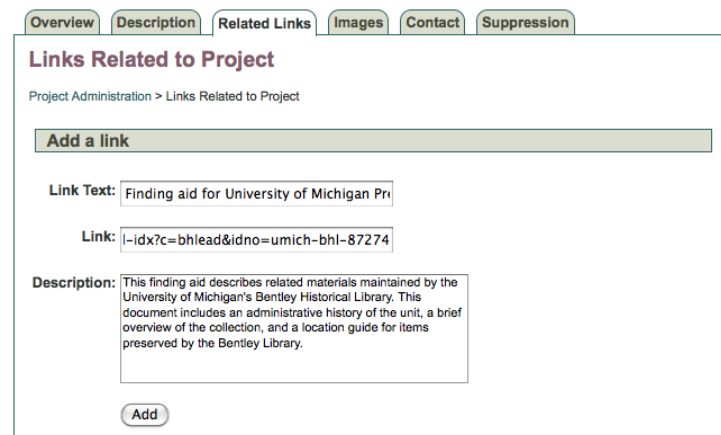 Overview Description Related Links Images Contact Suppression
Links Related to Project
Project Administration > Links Related to Project
Add a link
Link Text: Finding aid for University of Michigan Pre
Link: l-idx?c=bhlead&idno=umich-bhl-87274
Description: This finding aid describes related materials maintained by the
University of Michigan's Bentley Historical Library. This
document includes an administrative history of the unit, a brief
overview of the collection, and a location guide for items
preserved by the Bentley Library.
Add